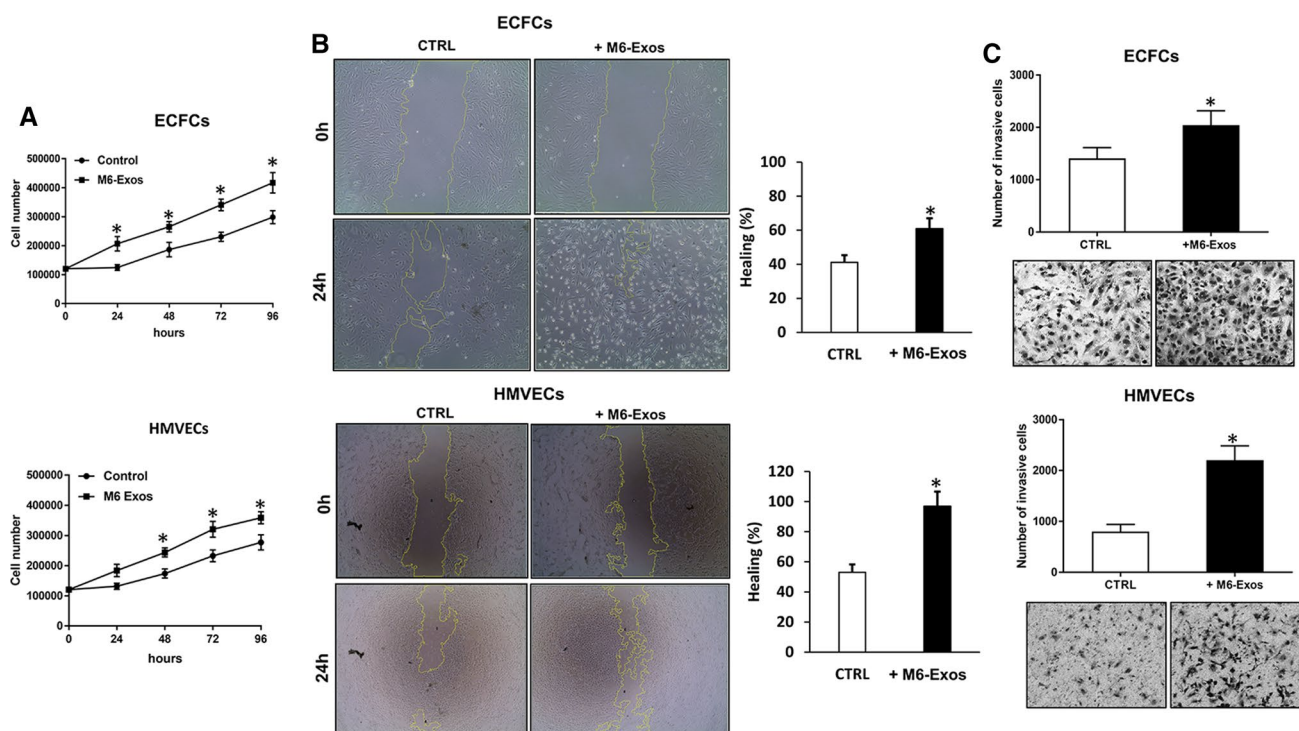 A
ECFCs
Control
M6-Exos
Cell number
500000
400000
300000
200000
100000
0
* * * *
0 24 48 72 96
hours
HMVECs
Control
M6 Exos
Cell number
500000
400000
300000
200000
100000
0
* * *
0 24 48 72 96
hours
B
ECFCs
CTRL + M6-Exos
0h
24h
Healing (%)
100
80
60
40
20
0
*
CTRL + M6-Exos
HMVECs
CTRL + M6-Exos
0h
24h
Healing (%)
120
100
80
60
40
20
0
*
CTRL + M6-Exos
C
ECFCs
Number of invasive cells
3000
2000
1000
0
*
CTRL +M6-Exos
HMVECs
Number of invasive cells
3000
2000
1000
0
*
CTRL + M6-Exos